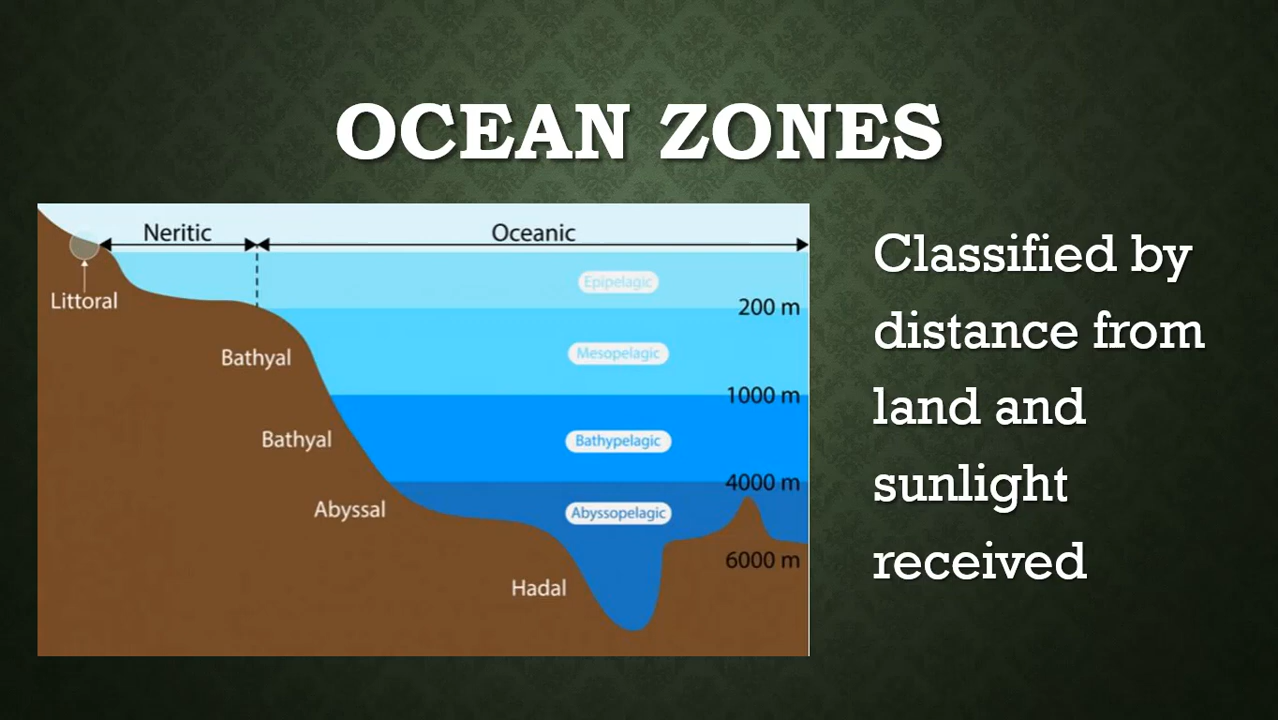 OCEAN ZONES
Neritic
Oceanic
Littoral
Epipelagic
200 m
Bathyal
Mesopelagic
1000 m
Bathyal
Bathypelagic
4000 m
Abyssal
Abyssopelagic
6000 m
Hadal
Classified by
distance from
land and
sunlight
received